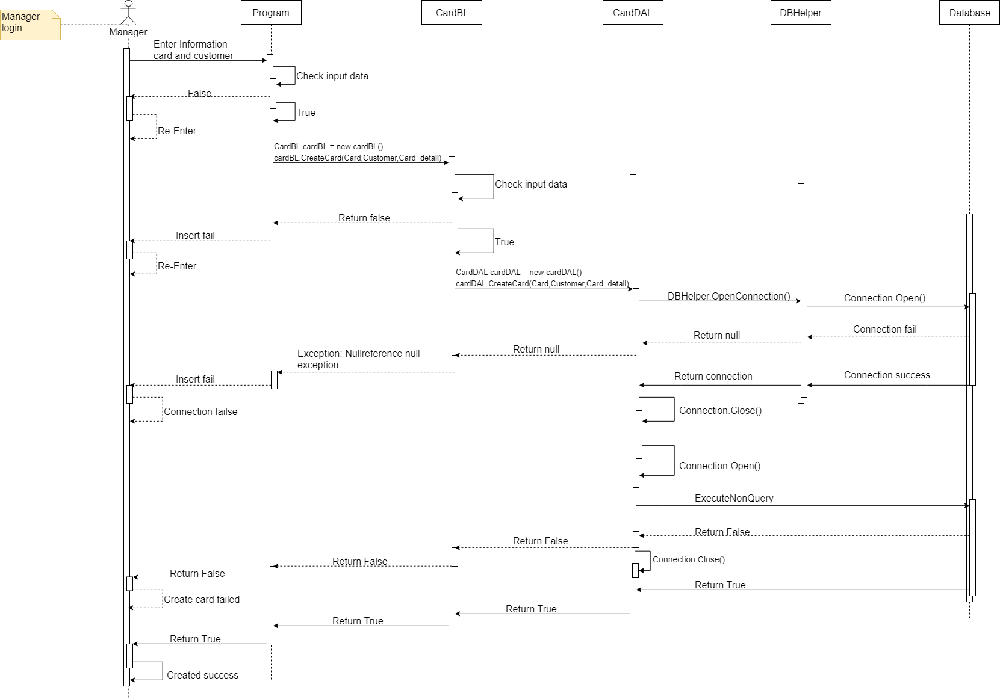 Manager
login
Manager
Program
CardBL
CardDAL
DBHelper
Database
Enter Information
card and customer
Check input data
False
True
Re-Enter
CardBL cardBL = new cardBL()
cardBL.CreateCard(Card,Customer,Card_detail)
Check input data
Return false
Insert fail
True
Re-Enter
CardDAL cardDAL = new cardDAL()
cardDAL.CreateCard(Card,Customer,Card_detail)
DBHelper.OpenConnection()
Connection.Open()
Connection fail
Return null
Return null
Exception: Nullreference null
exception
Insert fail
Return connection
Connection success
Connection failse
Connection.Close()
Connection.Open()
ExecuteNonQuery
Return False
Return False
Connection.Close()
Return False
Return False
Return True
Create card failed
Return True
Return True
Return True
Created success